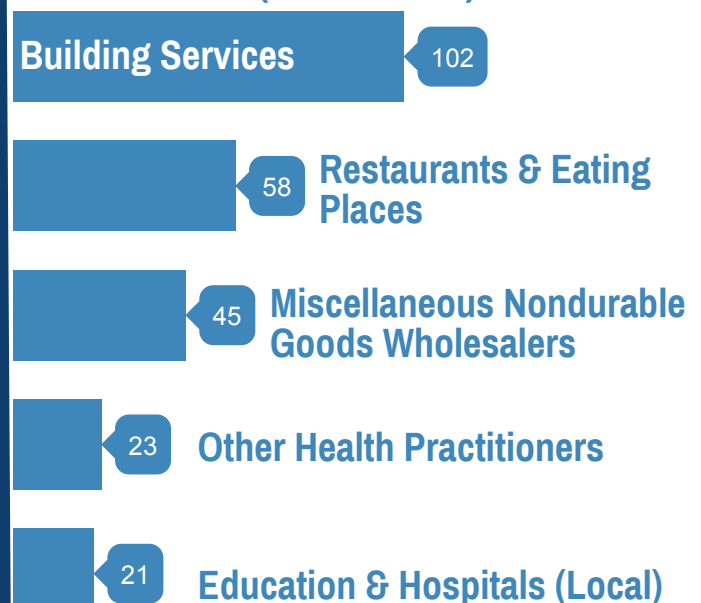 Building Services
102
58
Restaurants & Eating
Places
45
Miscellaneous Nondurable
Goods Wholesalers
23
Other Health Practitioners
21
Education & Hospitals (Local)